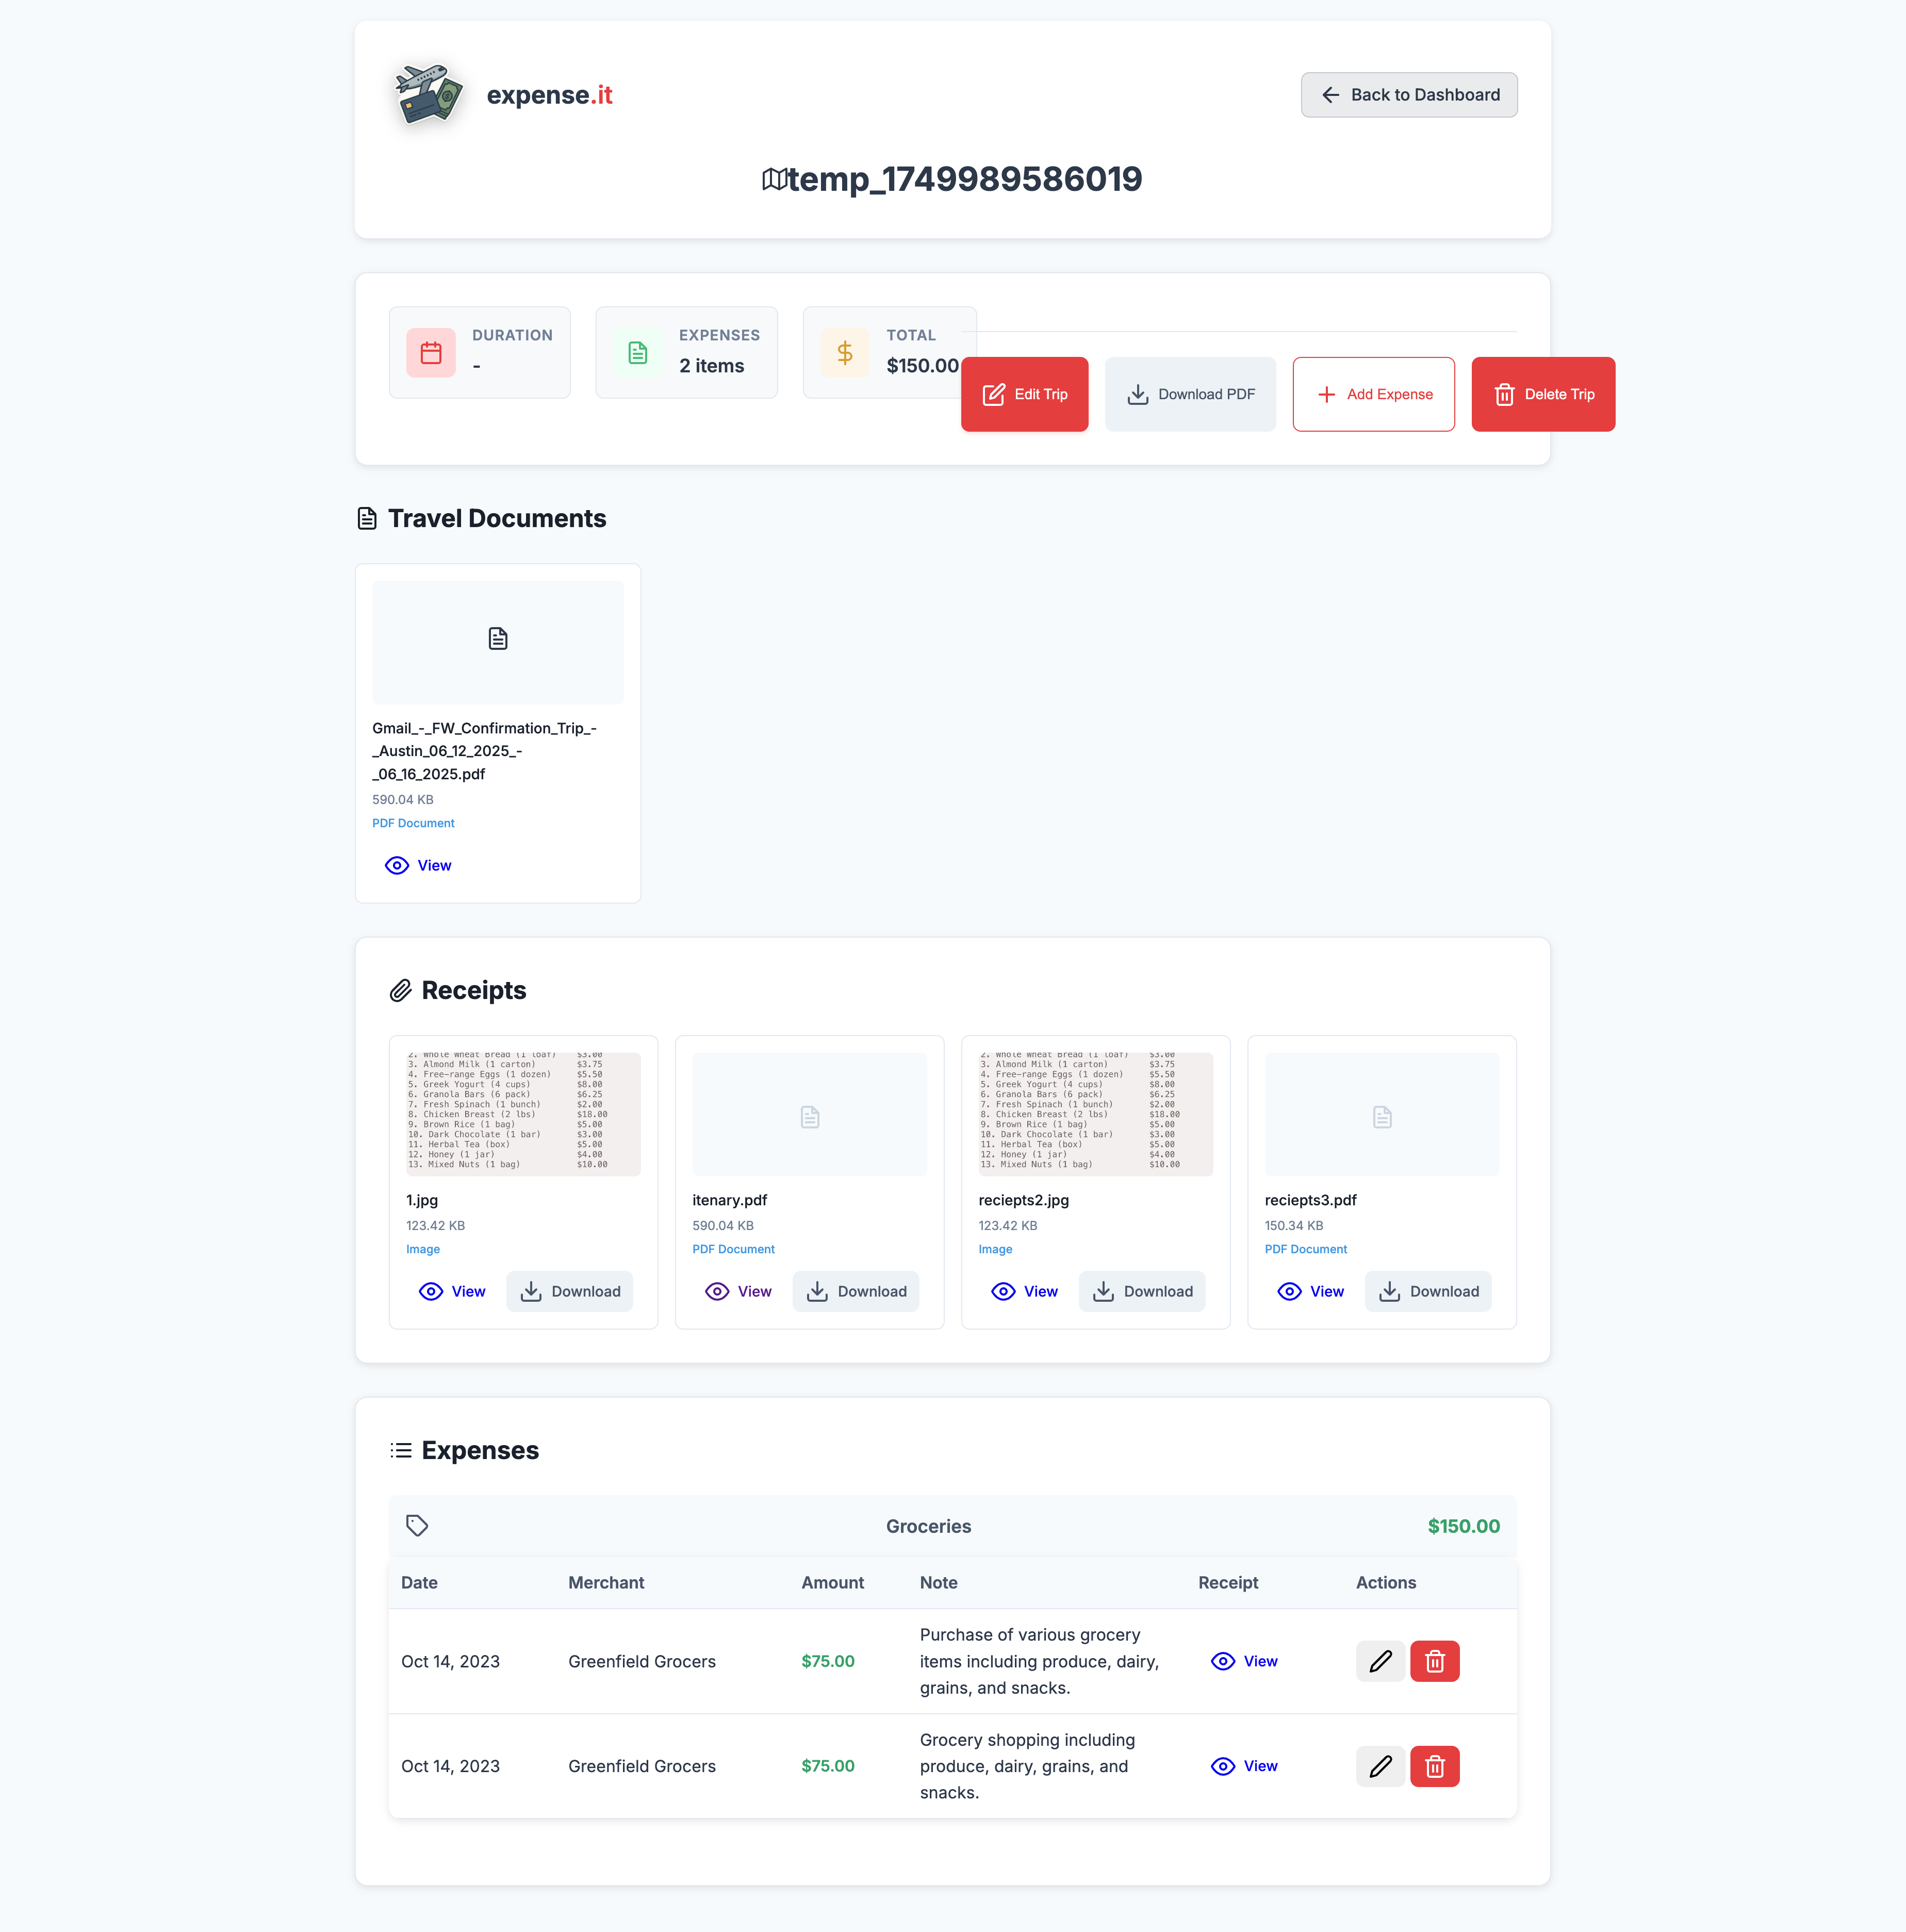 expense.it
Back to Dashboard
temp_1749989586019
DURATION
-
EXPENSES
2 items
TOTAL
$150.00
Edit Trip
Download PDF
Add Expense
Delete Trip
Travel Documents
Gmail_-_FW_Confirmation_Trip_-
_Austin_06_12_2025_-
_06_16_2025.pdf
590.04 KB
PDF Document
View
Receipts
2. Whole Wheat Bread (1 loaf) $3.00
3. Almond Milk (1 carton) $3.75
4. Free-range Eggs (1 dozen) $5.50
5. Greek Yogurt (4 cups) $8.00
6. Granola Bars (6 pack) $6.25
7. Fresh Spinach (1 bunch) $2.00
8. Chicken Breast (2 lbs) $18.00
9. Brown Rice (1 bag) $5.00
10. Dark Chocolate (1 bar) $3.00
11. Herbal Tea (box) $5.00
12. Honey (1 jar) $4.00
13. Mixed Nuts (1 bag) $10.00
1.jpg
123.42 KB
Image
View Download
itenary.pdf
590.04 KB
PDF Document
View Download
2. Whole Wheat Bread (1 loaf) $3.00
3. Almond Milk (1 carton) $3.75
4. Free-range Eggs (1 dozen) $5.50
5. Greek Yogurt (4 cups) $8.00
6. Granola Bars (6 pack) $6.25
7. Fresh Spinach (1 bunch) $2.00
8. Chicken Breast (2 lbs) $18.00
9. Brown Rice (1 bag) $5.00
10. Dark Chocolate (1 bar) $3.00
11. Herbal Tea (box) $5.00
12. Honey (1 jar) $4.00
13. Mixed Nuts (1 bag) $10.00
reciepts2.jpg
123.42 KB
Image
View Download
reciepts3.pdf
150.34 KB
PDF Document
View Download
Expenses
Groceries $150.00
Date Merchant Amount Note Receipt Actions
Oct 14, 2023 Greenfield Grocers $75.00
Purchase of various grocery
items including produce, dairy,
grains, and snacks.
View
Oct 14, 2023 Greenfield Grocers $75.00
Grocery shopping including
produce, dairy, grains, and
snacks.
View